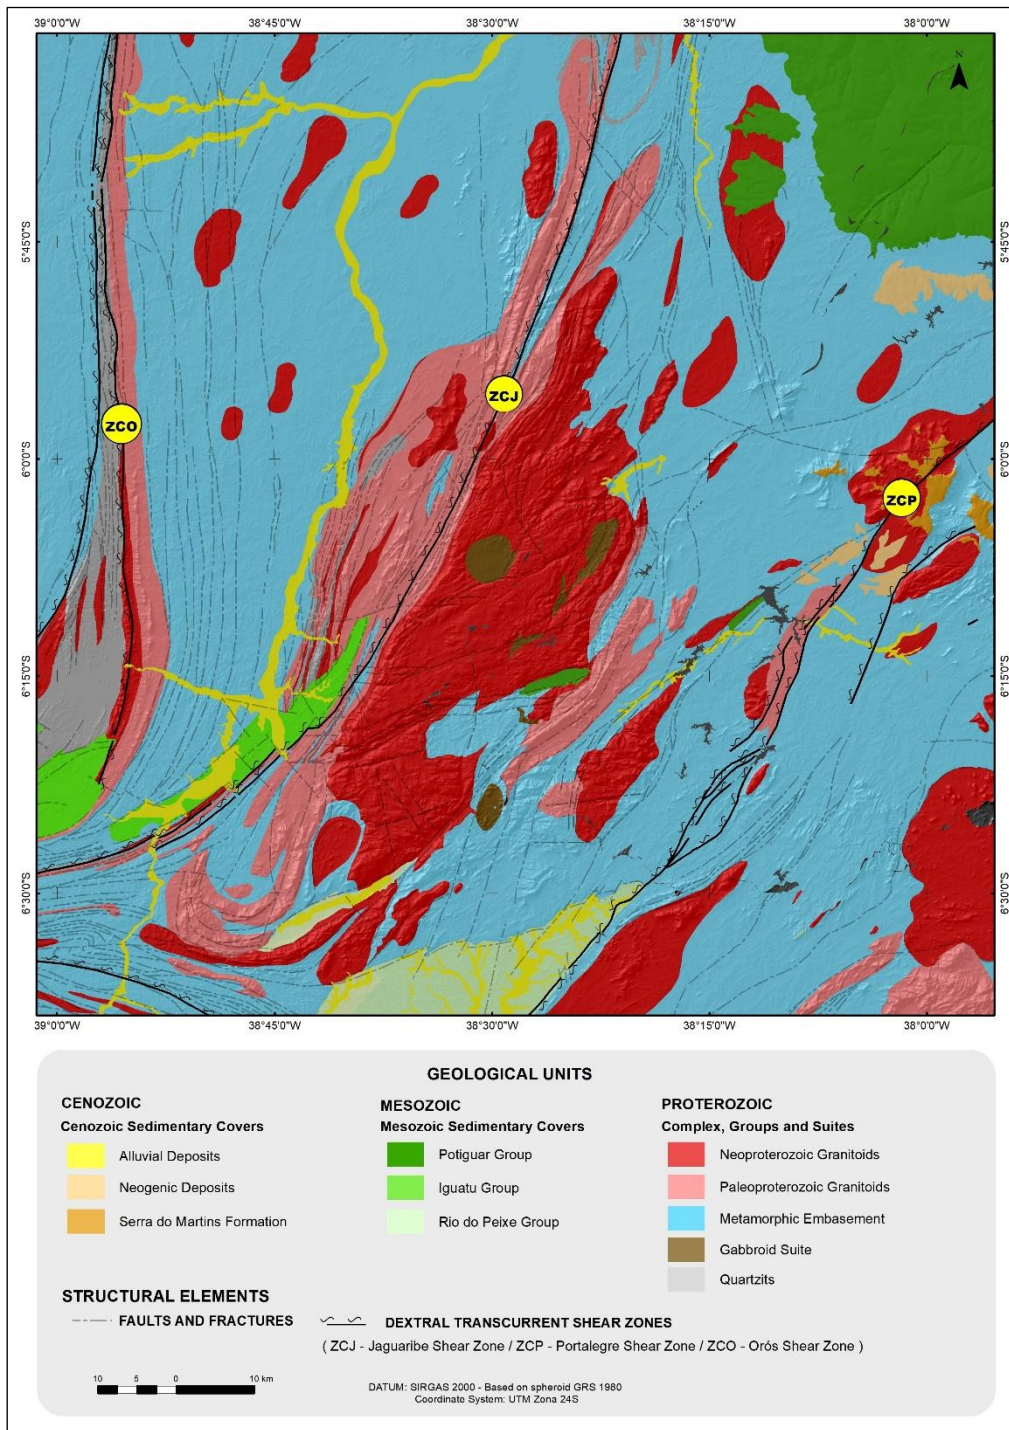 39°0'0"W 38°45'0"W 38°30'0"W 38°15'0"W 38°0'0"W
N
5°45'0"S 5°45'0"S
ZCJ
ZCO
6°0'0"S 6°0'0"S
ZCP
6°15'0"S 6°15'0"S
6°30'0"S 6°30'0"S
39°0'0"W 38°45'0"W 38°30'0"W 38°15'0"W 38°0'0"W
GEOLOGICAL UNITS
CENOZOIC
Cenozoic Sedimentary Covers
Alluvial Deposits
Neogenic Deposits
Serra do Martins Formation
MESOZOIC
Mesozoic Sedimentary Covers
Potiguar Group
Iguatu Group
Rio do Peixe Group
PROTEROZOIC
Complex, Groups and Suites
Neoproterozoic Granitoids
Paleoproterozoic Granitoids
Metamorphic Embasement
Gabbroid Suite
Quartzits
STRUCTURAL ELEMENTS
FAULTS AND FRACTURES
DEXTRAL TRANSCURRENT SHEAR ZONES
( ZCJ - Jaguaribe Shear Zone / ZCP - Portalegre Shear Zone / ZCO - Orós Shear Zone )
10 5 0 10 km
DATUM: SIRGAS 2000 - Based on spheroid GRS 1980
Coordinate System: UTM Zona 24S